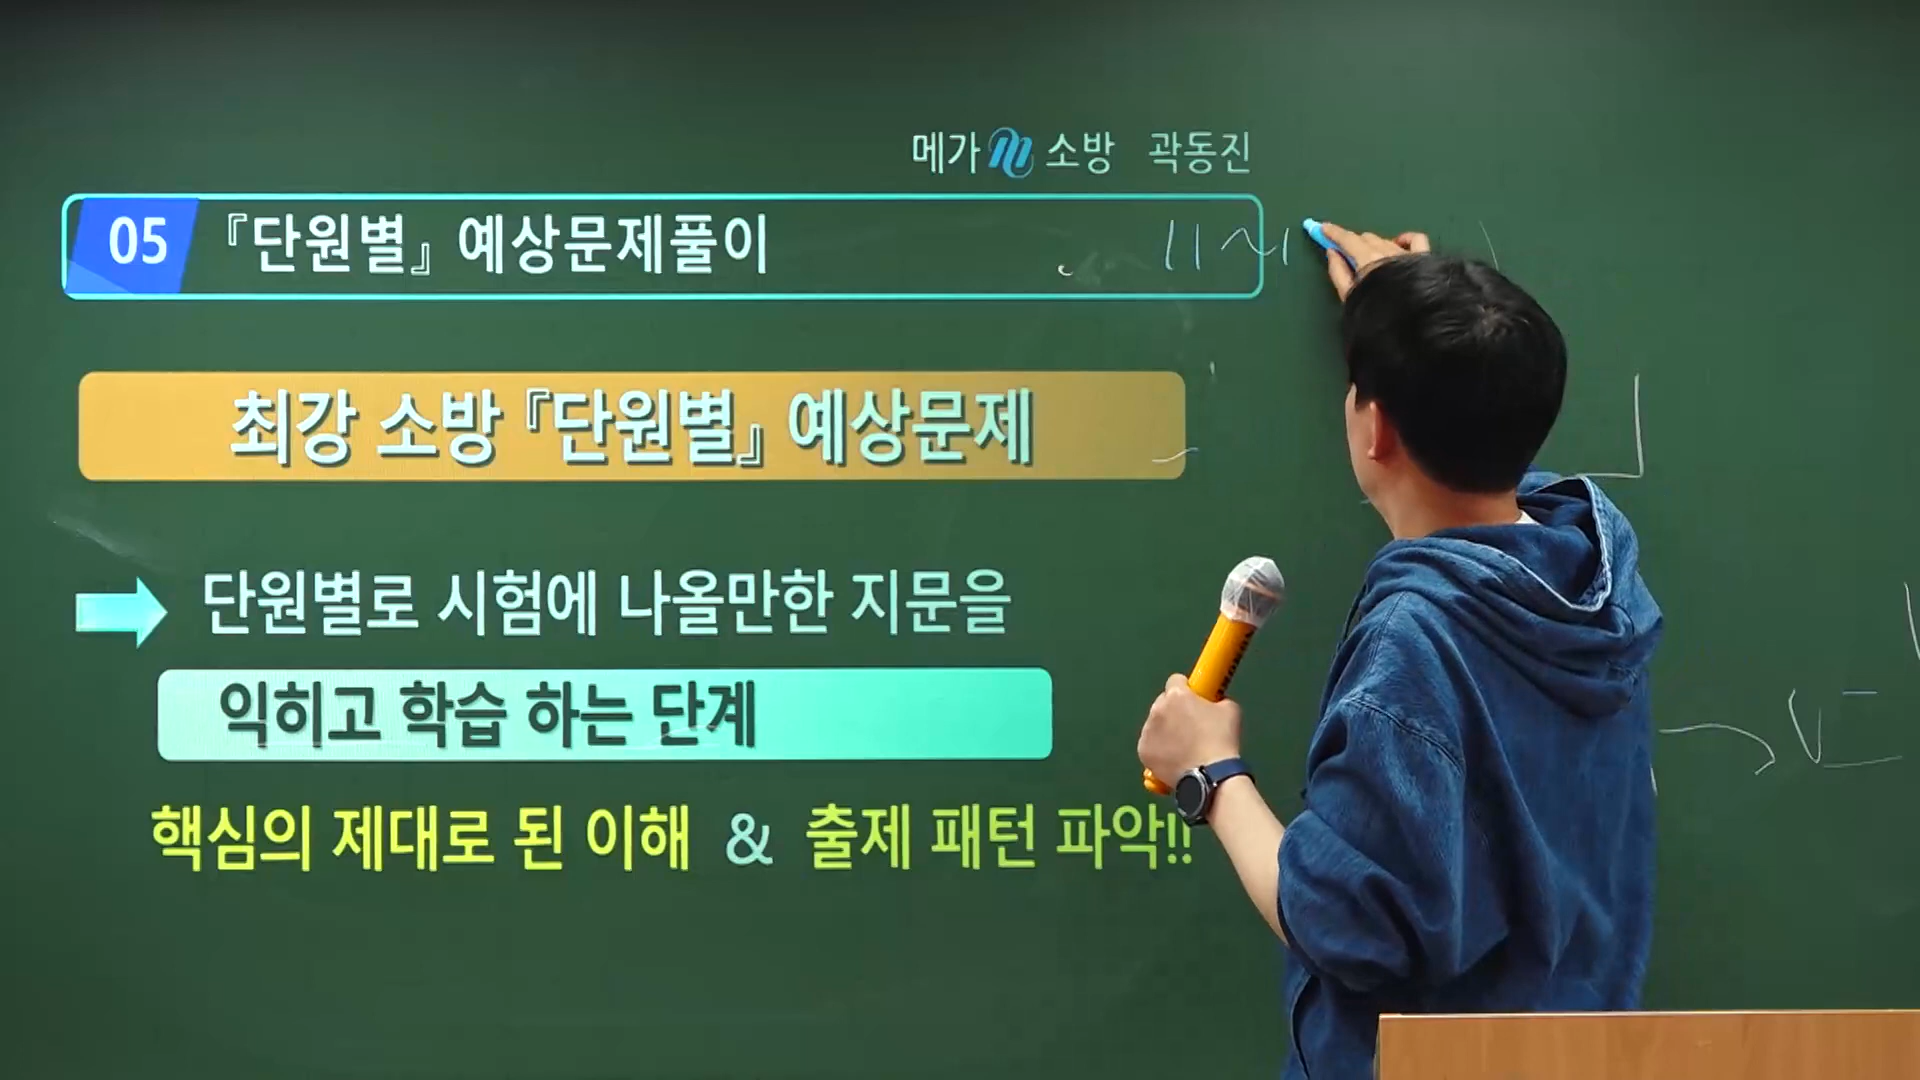 메가 소방 곽동진
05 『단원별』 예상문제풀이 11~1
최강 소방 『단원별』 예상문제
단원별로 시험에 나올만한 지문을
익히고 학습 하는 단계
핵심의 제대로 된 이해 & 출제 패턴 파악!!